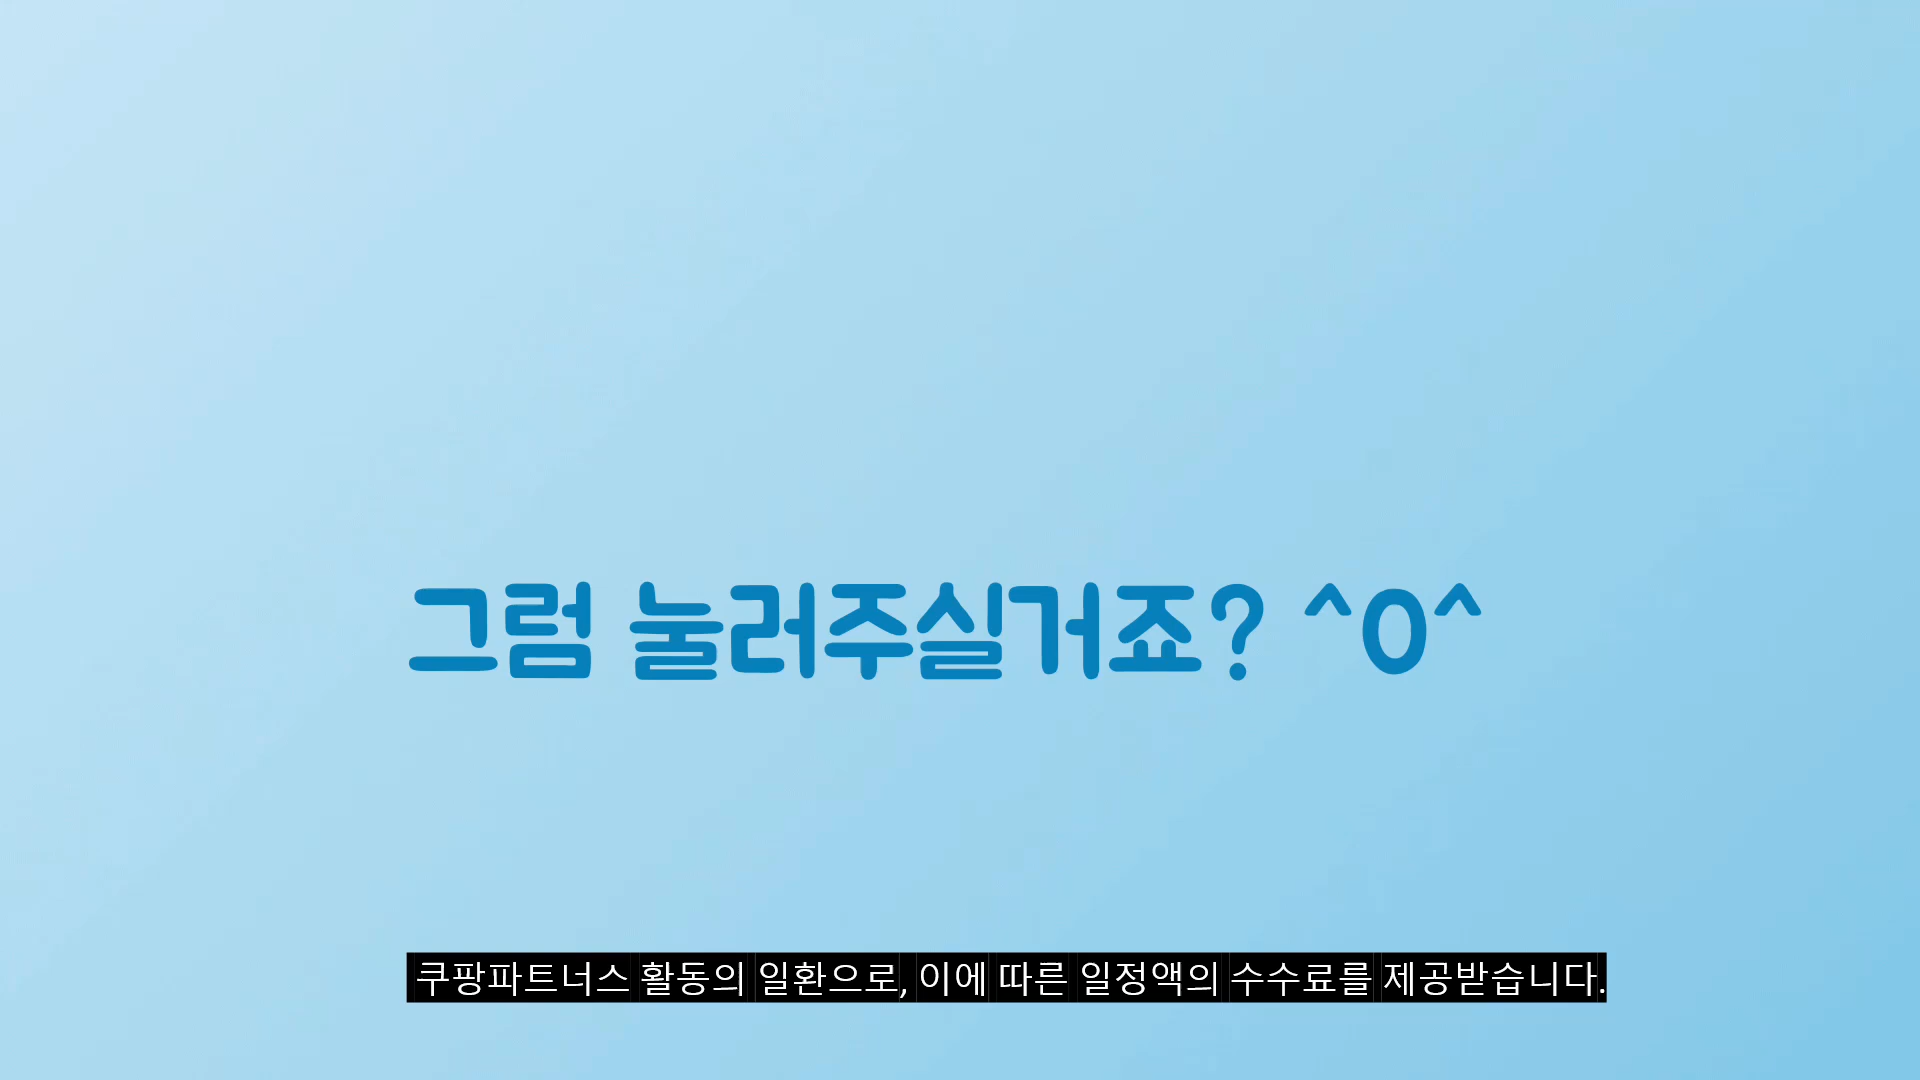 그럼 눌러주실거죠? ^0^
쿠팡파트너스 활동의 일환으로, 이에 따른 일정액의 수수료를 제공받습니다.